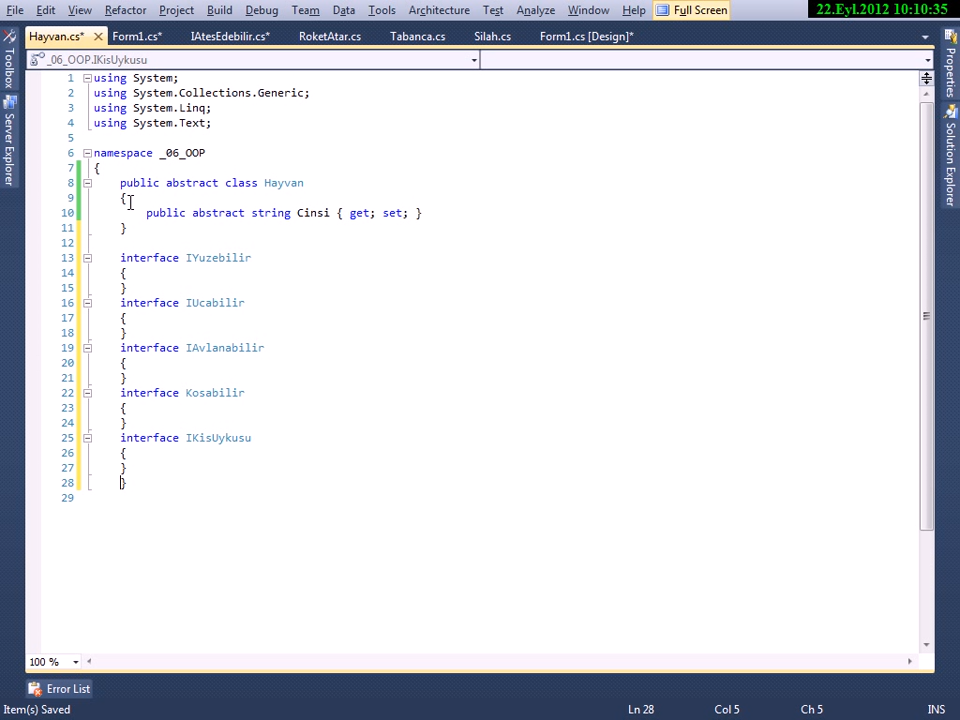 File Edit View Refactor Project Build Debug Team Data Tools Architecture Test Analyze Window Help Full Screen 22.Eyl.2012 10:10:35
Hayvan.cs* Form1.cs* IAtesEdebilir.cs* RoketAtar.cs Tabanca.cs Silah.cs Form1.cs [Design]*
_06_OOP.IKisUykusu
Toolbox
Server Explorer
Properties
Solution Explorer
1 using System;
2 using System.Collections.Generic;
3 using System.Linq;
4 using System.Text;
5
6 namespace _06_OOP
7 {
8 public abstract class Hayvan
9 {
10 public abstract string Cinsi { get; set; }
11 }
12
13 interface IYuzebilir
14 {
15 }
16 interface IUcabilir
17 {
18 }
19 interface IAvlanabilir
20 {
21 }
22 interface Kosabilir
23 {
24 }
25 interface IKisUykusu
26 {
27 }
28 }
29
100 %
Error List
Item(s) Saved Ln 28 Col 5 Ch 5 INS